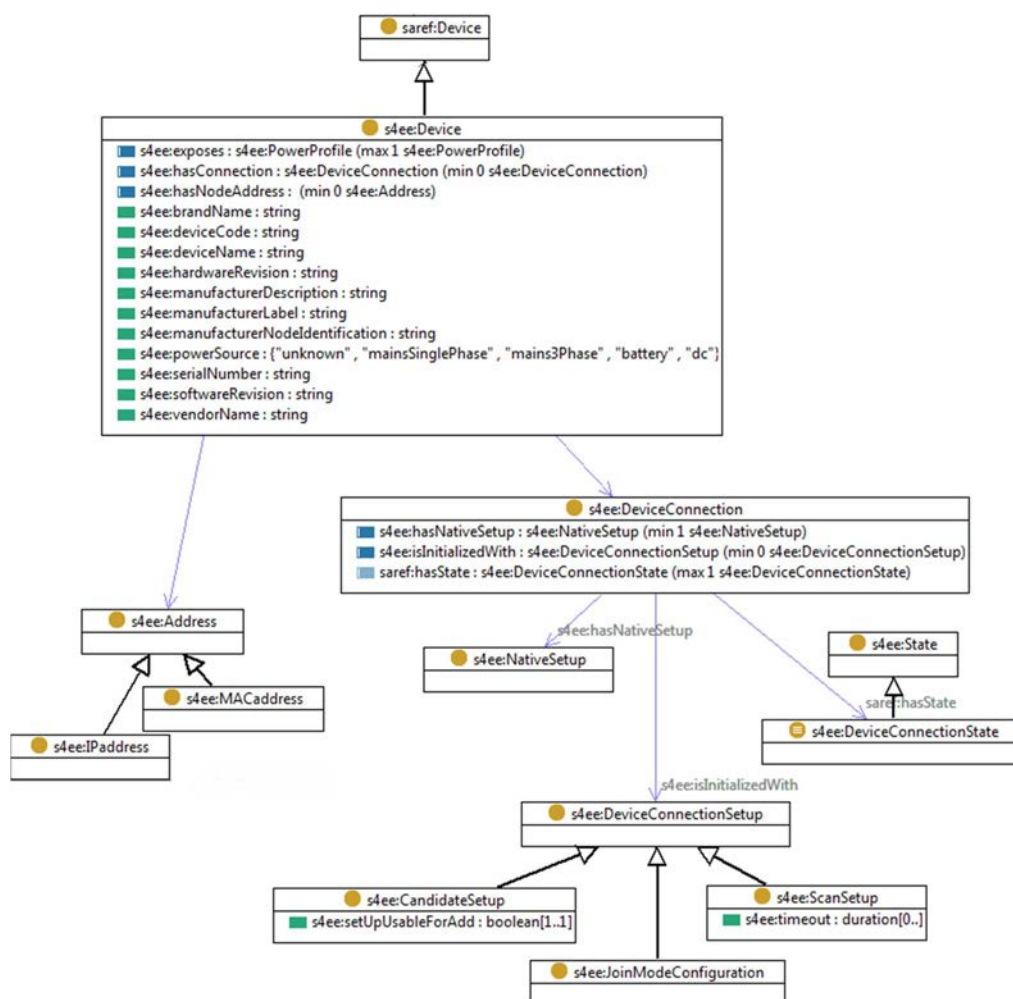 saref:Device
s4ee:Device
s4ee:exposes : s4ee:PowerProfile (max 1 s4ee:PowerProfile)
s4ee:hasConnection : s4ee:DeviceConnection (min 0 s4ee:DeviceConnection)
s4ee:hasNodeAddress : (min 0 s4ee:Address)
s4ee:brandName : string
s4ee:deviceCode : string
s4ee:deviceName : string
s4ee:hardwareRevision : string
s4ee:manufacturerDescription : string
s4ee:manufacturerLabel : string
s4ee:manufacturerNodeIdentification : string
s4ee:powerSource : {"unknown" , "mainsSinglePhase" , "mains3Phase" , "battery" , "dc"}
s4ee:serialNumber : string
s4ee:softwareRevision : string
s4ee:vendorName : string
s4ee:DeviceConnection
s4ee:hasNativeSetup : s4ee:NativeSetup (min 1 s4ee:NativeSetup)
s4ee:isInitializedWith : s4ee:DeviceConnectionSetup (min 0 s4ee:DeviceConnectionSetup)
saref:hasState : s4ee:DeviceConnectionState (max 1 s4ee:DeviceConnectionState)
s4ee:Address
s4ee:hasNativeSetup
s4ee:State
s4ee:NativeSetup
s4ee:MACaddress
saref:hasState
s4ee:IPaddress
s4ee:DeviceConnectionState
s4ee:isInitializedWith
s4ee:DeviceConnectionSetup
s4ee:CandidateSetup
s4ee:setUpUsableForAdd : boolean[1..1]
s4ee:ScanSetup
s4ee:timeout : duration[0..]
s4ee:JoinModeConfiguration